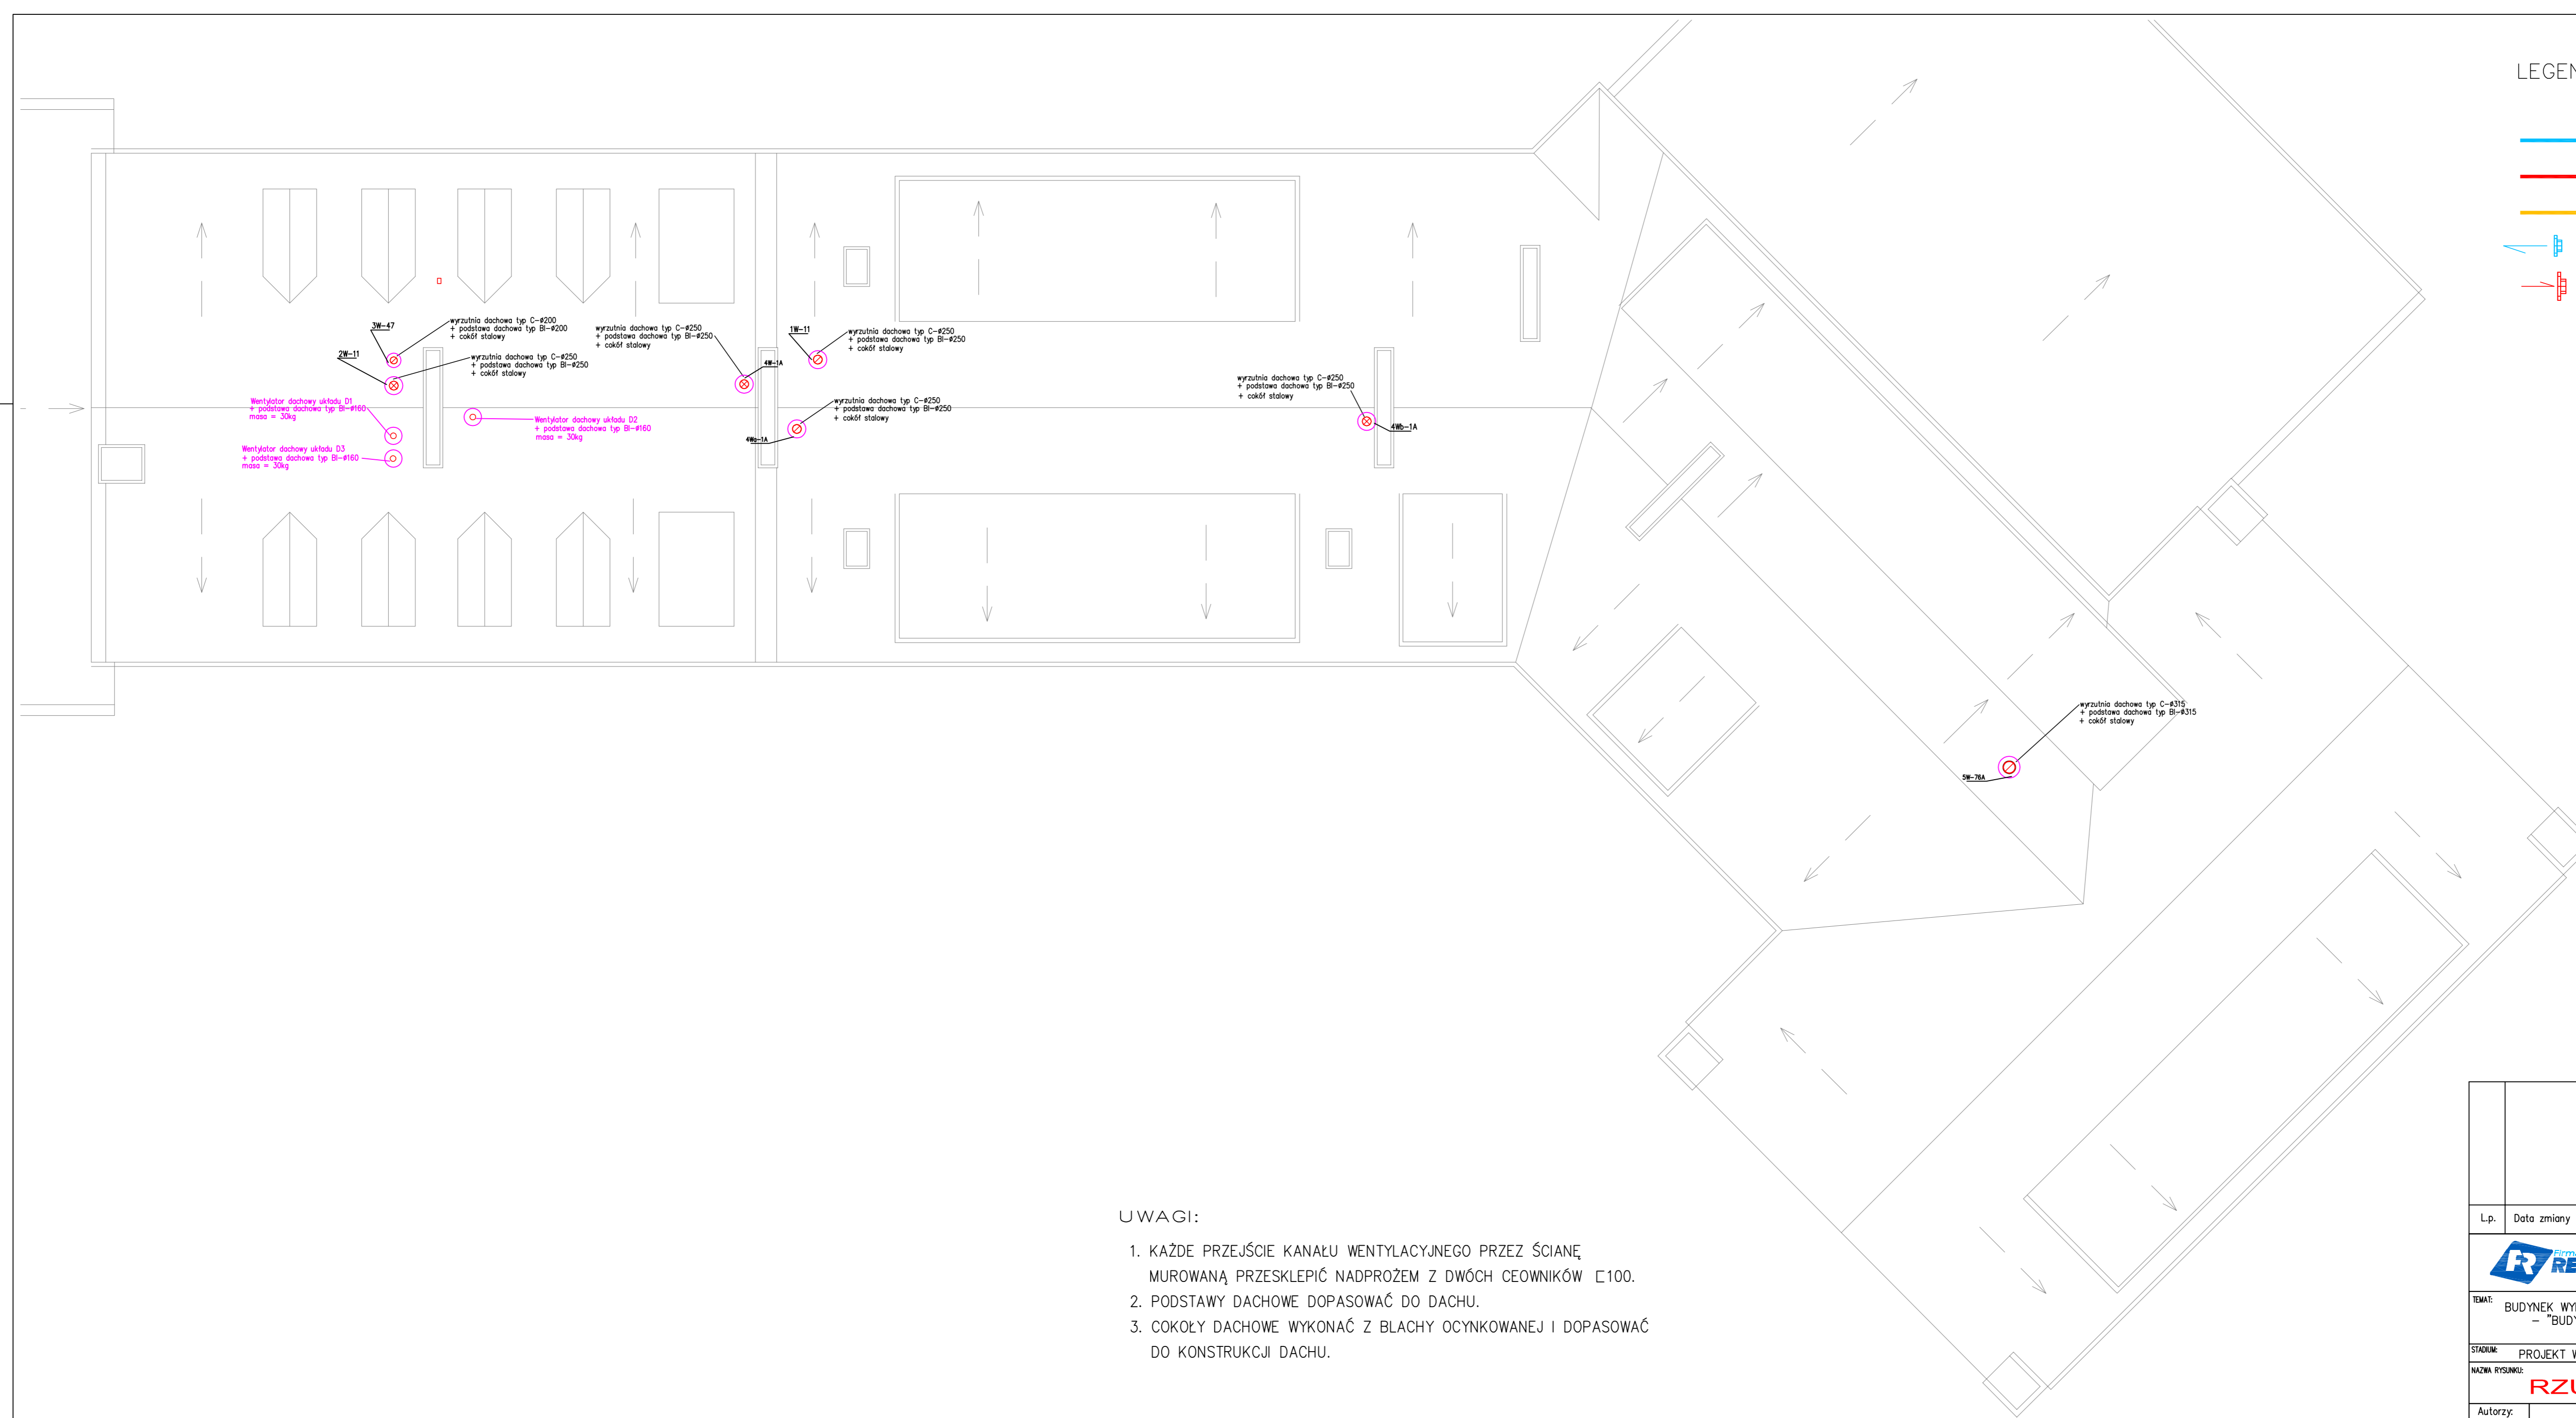 LEGEN
3W-47
wyrzutnia dachowa typ C-ø200
+ podstawa dachowa typ BI-ø200
+ cokół stalowy
2W-11
wyrzutnia dachowa typ C-ø250
+ podstawa dachowa typ BI-ø250
+ cokół stalowy
wyrzutnia dachowa typ C-ø250
+ podstawa dachowa typ BI-ø250
+ cokół stalowy
4W-1A
1W-11
wyrzutnia dachowa typ C-ø250
+ podstawa dachowa typ BI-ø250
+ cokół stalowy
Wentylator dachowy układu D1
+ podstawa dachowa typ BI-ø160
masa = 30kg
Wentylator dachowy układu D2
+ podstawa dachowa typ BI-ø160
masa = 30kg
Wentylator dachowy układu D3
+ podstawa dachowa typ BI-ø160
masa = 30kg
wyrzutnia dachowa typ C-ø250
+ podstawa dachowa typ BI-ø250
+ cokół stalowy
4Wa-1A
wyrzutnia dachowa typ C-ø250
+ podstawa dachowa typ BI-ø250
+ cokół stalowy
4Wb-1A
wyrzutnia dachowa typ C-ø315
+ podstawa dachowa typ BI-ø315
+ cokół stalowy
5W-76A
UWAGI:
1. KAŻDE PRZEJŚCIE KANAŁU WENTYLACYJNEGO PRZEZ ŚCIANĘ
MUROWANĄ PRZESKLEPIĆ NADPROŻEM Z DWÓCH CEOWNIKÓW ⊏100.
2. PODSTAWY DACHOWE DOPASOWAĆ DO DACHU.
3. COKOŁY DACHOWE WYKONAĆ Z BLACHY OCYNKOWANEJ I DOPASOWAĆ
DO KONSTRUKCJI DACHU.
L.p. Data zmiany
FR Firm
RE
TEMAT: BUDYNEK WY
– "BUDY
STADIUM: PROJEKT W
NAZWA RYSUNKU:
RZU
Autorzy: